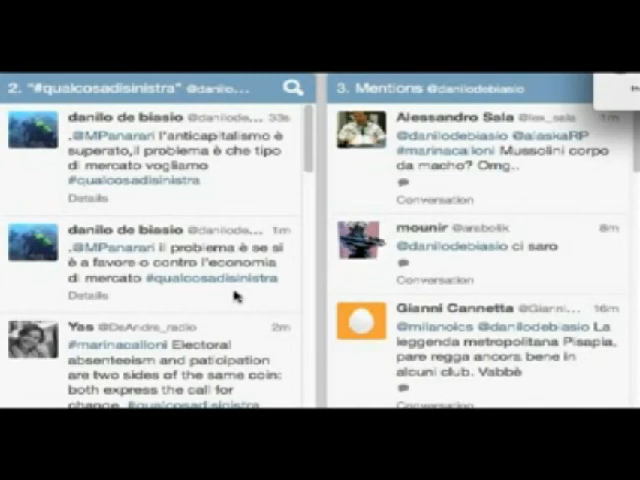 2. "#qualcosadisinistra" @danilo...
danilo de biasio @danilode... 33s
.@MPanarari l'anticapitalismo è
superato,il problema è che tipo
di mercato vogliamo
#qualcosadisinistra
Details
danilo de biasio @danilode... 1m
.@MPanarari il problema è se si
è a favore o contro l'economia
di mercato #qualcosadisinistra
Details
Yas @DeAndre_radio 2m
#marinacalloni Electoral
absenteeism and paticipation
are two sides of the same coin:
both express the call for
change. #qualcosadisinistra
3. Mentions @danilodebiasio
Alessandro Sala @lex_sala 1m
@danilodebiasio @alaskaRP
#marinacalloni Mussolini corpo
da macho? Omg..
Conversation
mounir @arabolik 8m
@danilodebiasio ci saro
Conversation
Gianni Cannetta @Gianni... 16m
@milanoics @danilodebiasio La
leggenda metropolitana Pisapia,
pare regga ancora bene in
alcuni club. Vabbè
Conversation